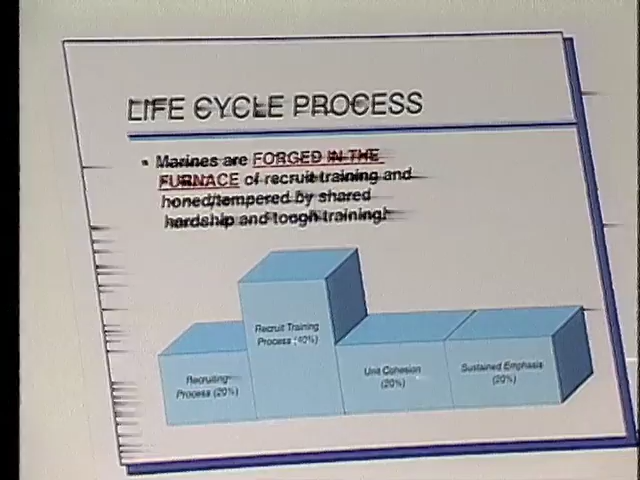 LIFE CYCLE PROCESS
▪ Marines are FORGED IN THE
FURNACE of recruit training and
honed/tempered by shared
hardship and tough training!
Recruit Training
Process (40%)
Recruiting
Process (20%)
Unit Cohesion
(20%)
Sustained Emphasis
(20%)